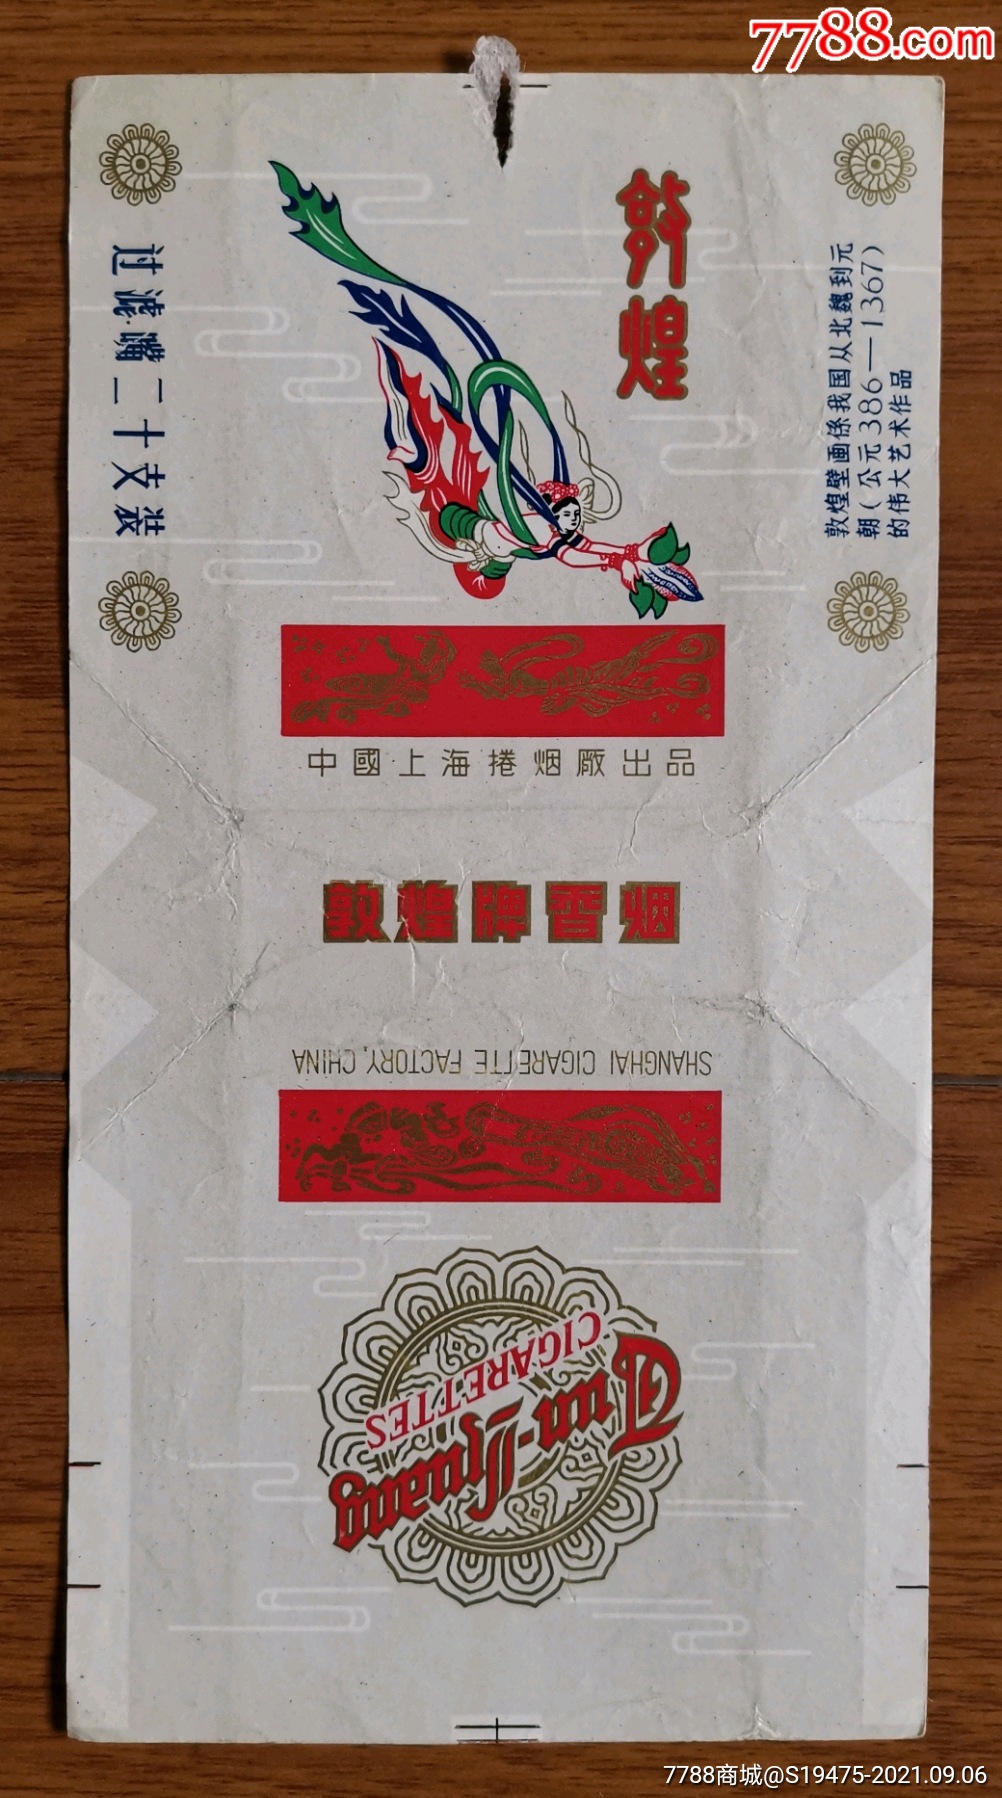 7788.com
敦煌
过滤嘴二十支装
敦煌壁画係我国从北魏到元
朝(公元386—1367)
的伟大艺术作品
中國上海捲烟厰出品
敦煌牌香烟
SHANGHAI CIGARETTE FACTORY, CHINA
Tun-Huang
CIGARETTES
7788商城@S19475-2021.09.06